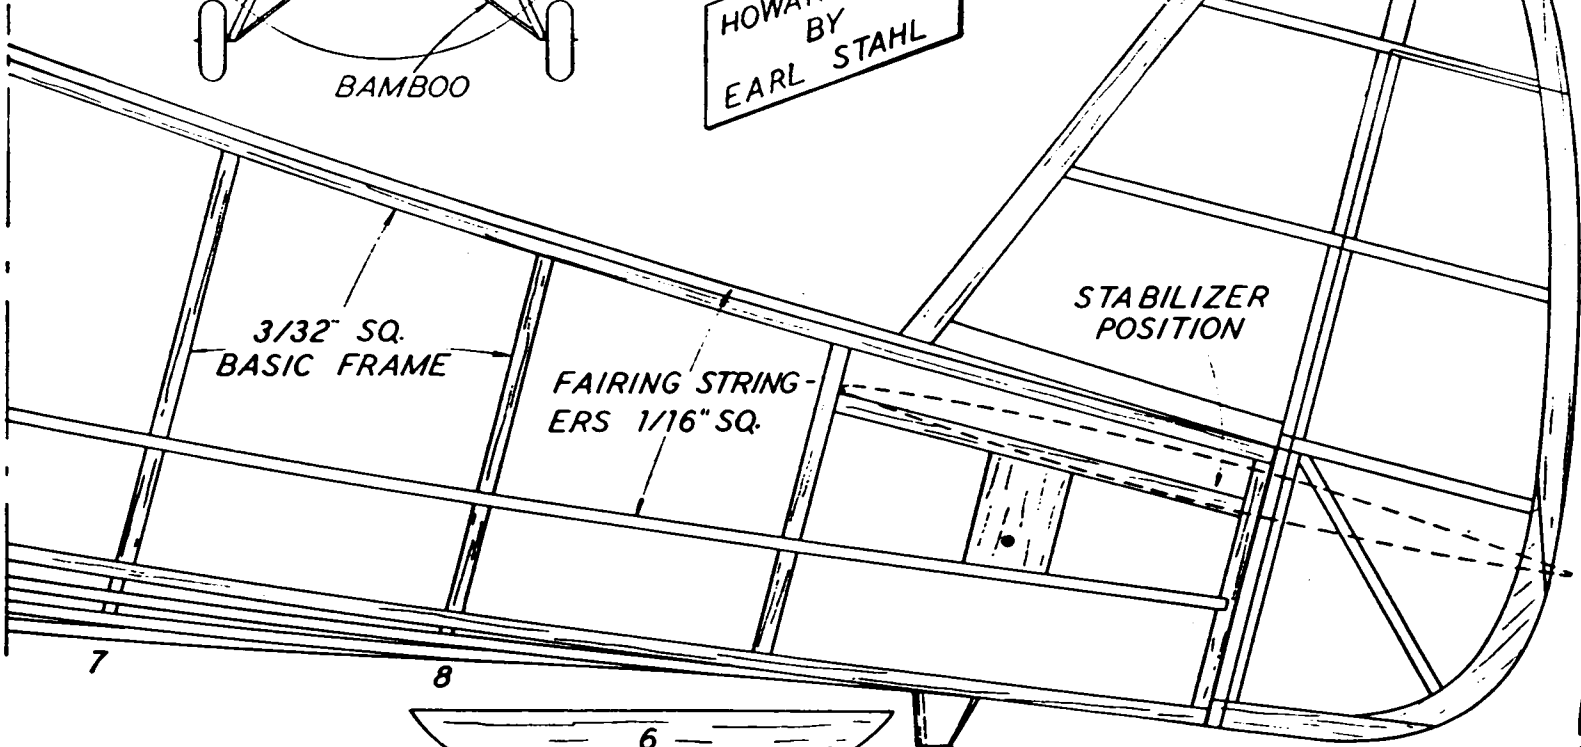 HOWA
BY
EARL STAHL
BAMBOO
3/32" SQ.
BASIC FRAME
FAIRING STRING-
ERS 1/16" SQ.
STABILIZER
POSITION
7
8
6